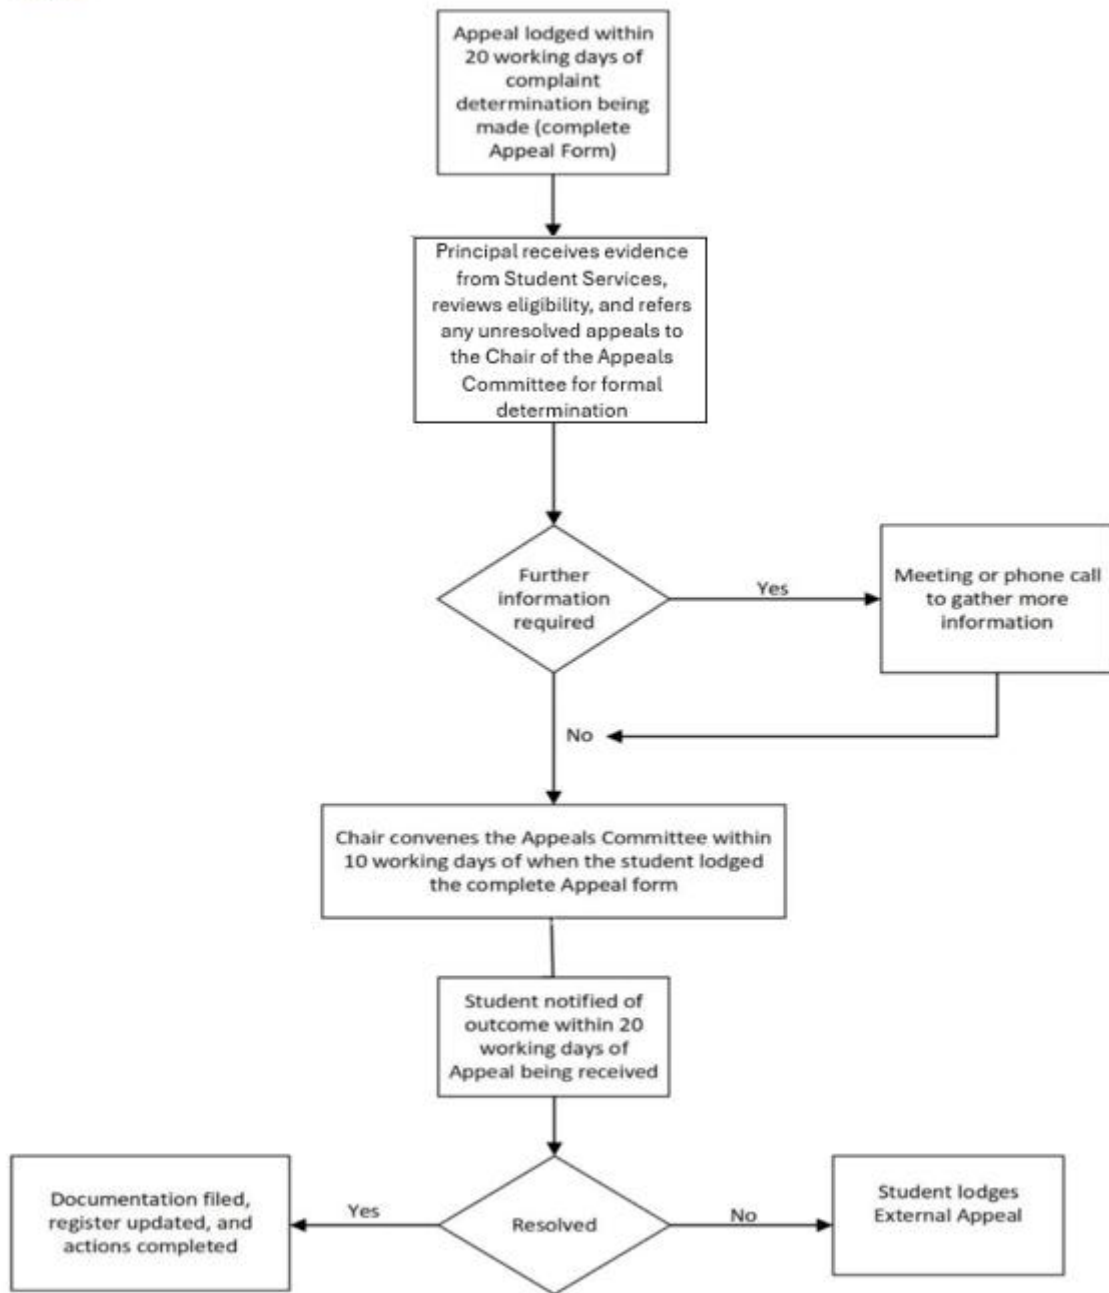 Appeal lodged within
20 working days of
complaint
determination being
made (complete
Appeal Form)
Principal receives evidence
from Student Services,
reviews eligibility, and refers
any unresolved appeals to
the Chair of the Appeals
Committee for formal
determination
Further
information
required
Yes
Meeting or phone call
to gather more
information
No
Chair convenes the Appeals Committee within
10 working days of when the student lodged
the complete Appeal form
Student notified of
outcome within 20
working days of
Appeal being received
Documentation filed,
register updated, and
actions completed
Yes
Resolved
No
Student lodges
External Appeal